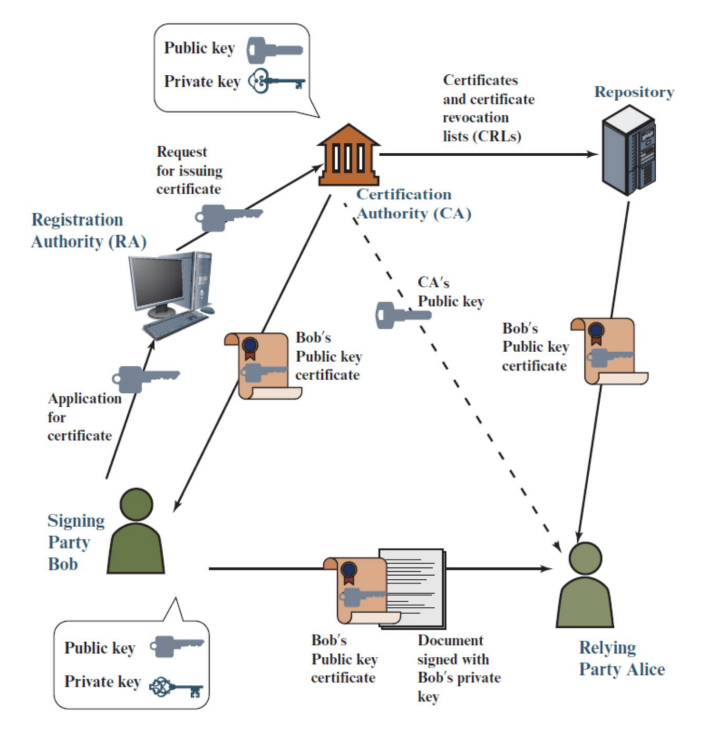 Public key
Private key
Certificates
and certificate
revocation
lists (CRLs)
Repository
Request
for issuing
certificate
Certification
Authority (CA)
Registration
Authority (RA)
CA's
Public key
Bob's
Public key
certificate
Bob's
Public key
certificate
Application
for
certificate
Signing
Party
Bob
Bob's
Public key
certificate
Document
signed with
Bob's private
key
Relying
Party Alice
Public key
Private key